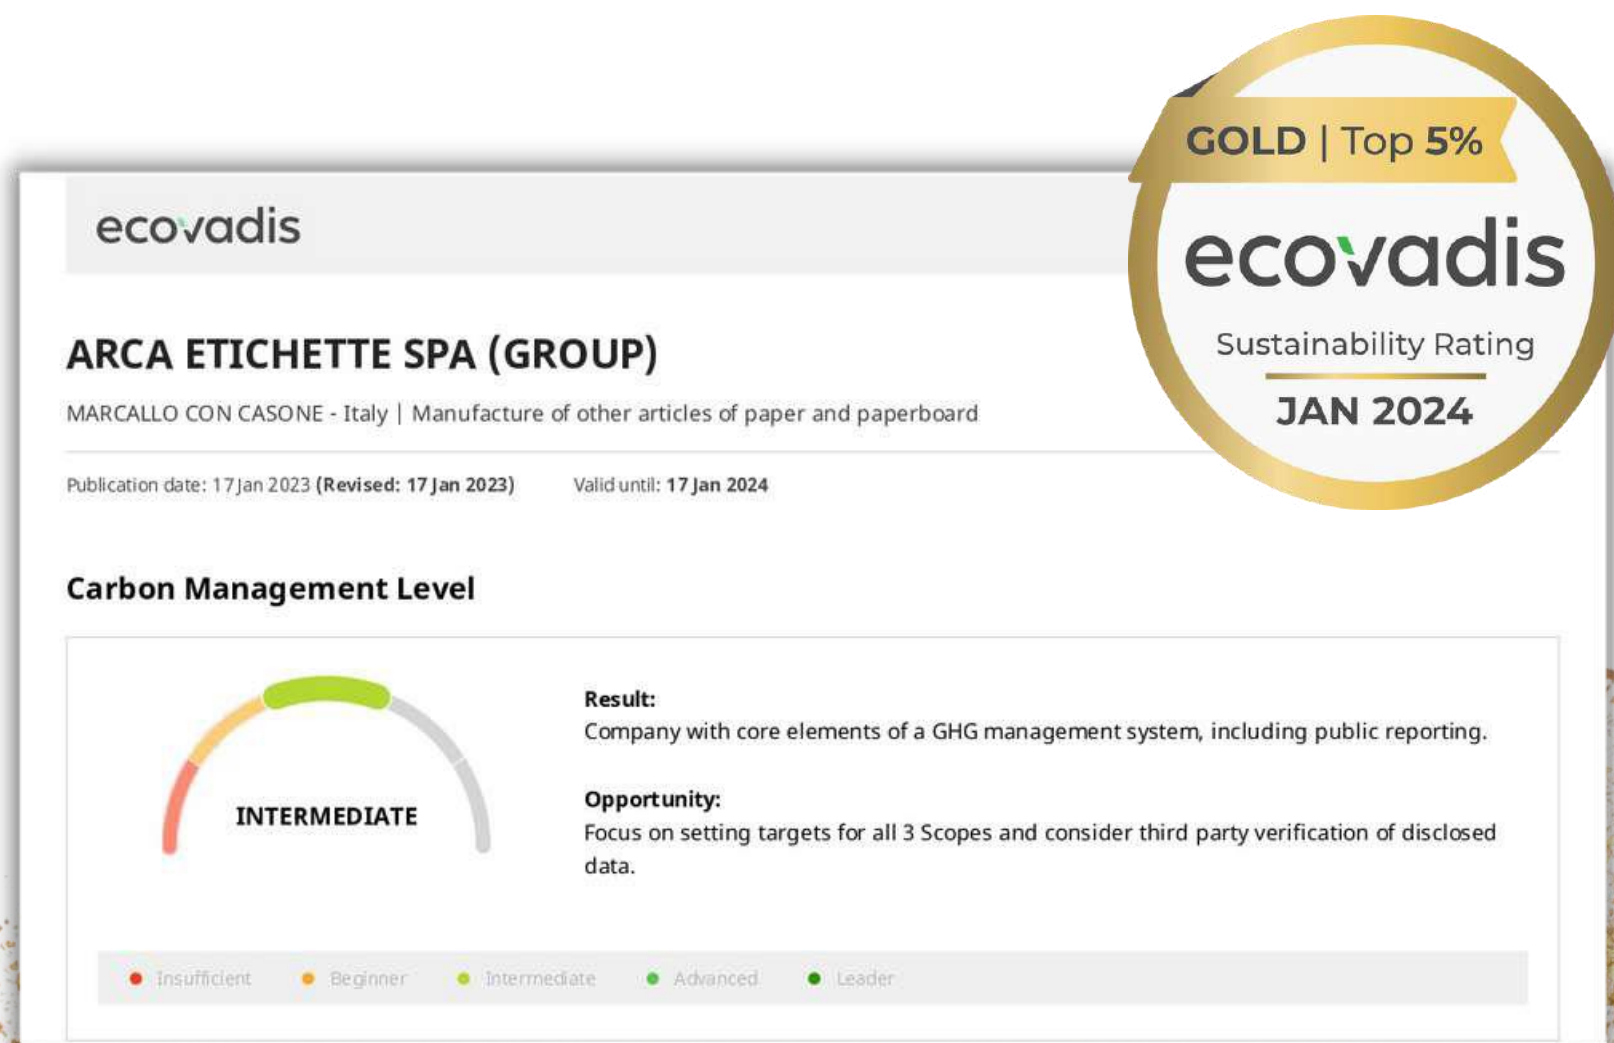 GOLD | Top 5%
ecovadis
Sustainability Rating
JAN 2024
ecovadis
ARCA ETICHETTE SPA (GROUP)
MARCALLO CON CASONE - Italy | Manufacture of other articles of paper and paperboard
Publication date: 17 Jan 2023 (Revised: 17 Jan 2023) Valid until: 17 Jan 2024
Carbon Management Level
INTERMEDIATE
Result:
Company with core elements of a GHG management system, including public reporting.
Opportunity:
Focus on setting targets for all 3 Scopes and consider third party verification of disclosed
data.
Insufficient Beginner Intermediate Advanced Leader